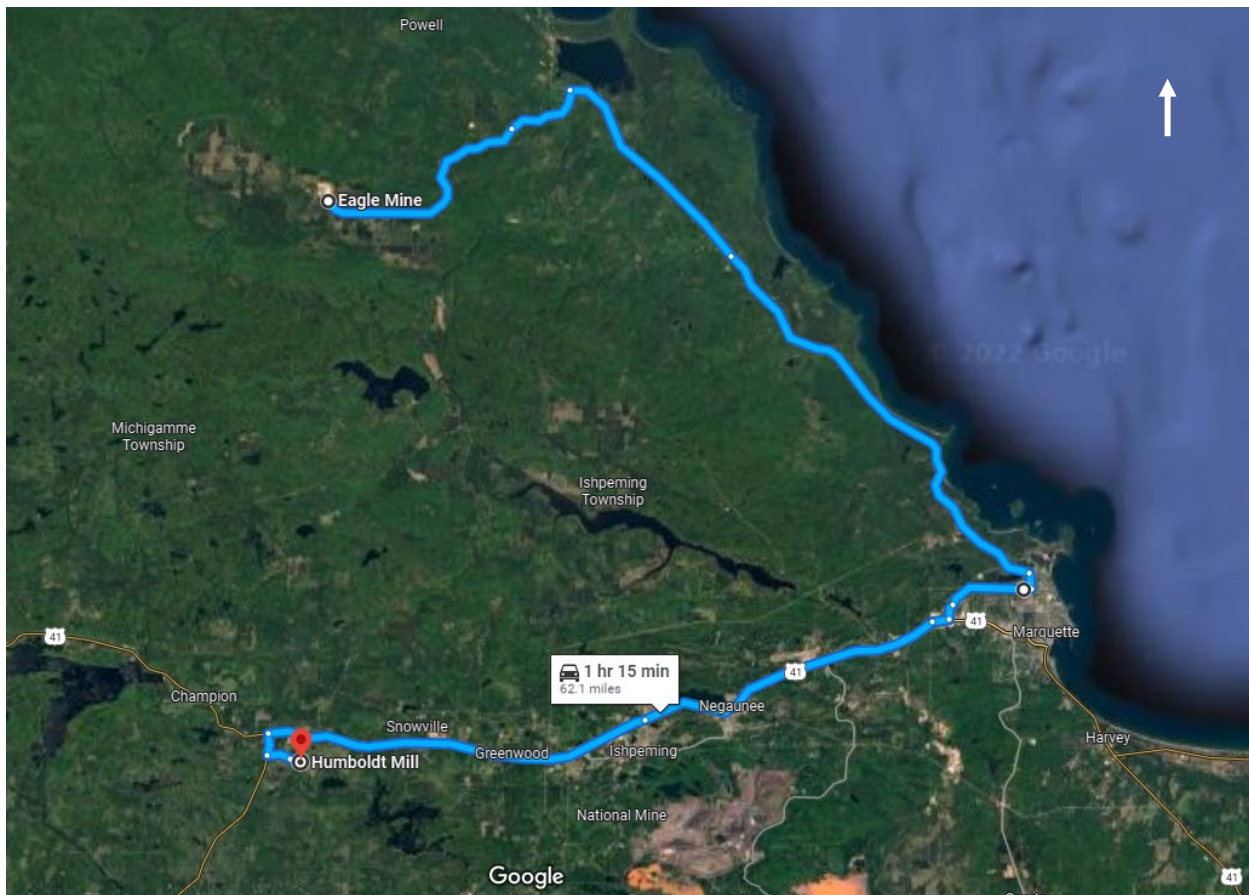 Powell
Eagle Mine
© 2022 Google
Michigamme
Township
Ishpeming
Township
41
41
Marquette
1 hr 15 min
62.1 miles
41
Champion
Negaunee
Snowville
Harvey
Greenwood
Ishpeming
Humboldt Mill
National Mine
Google
41